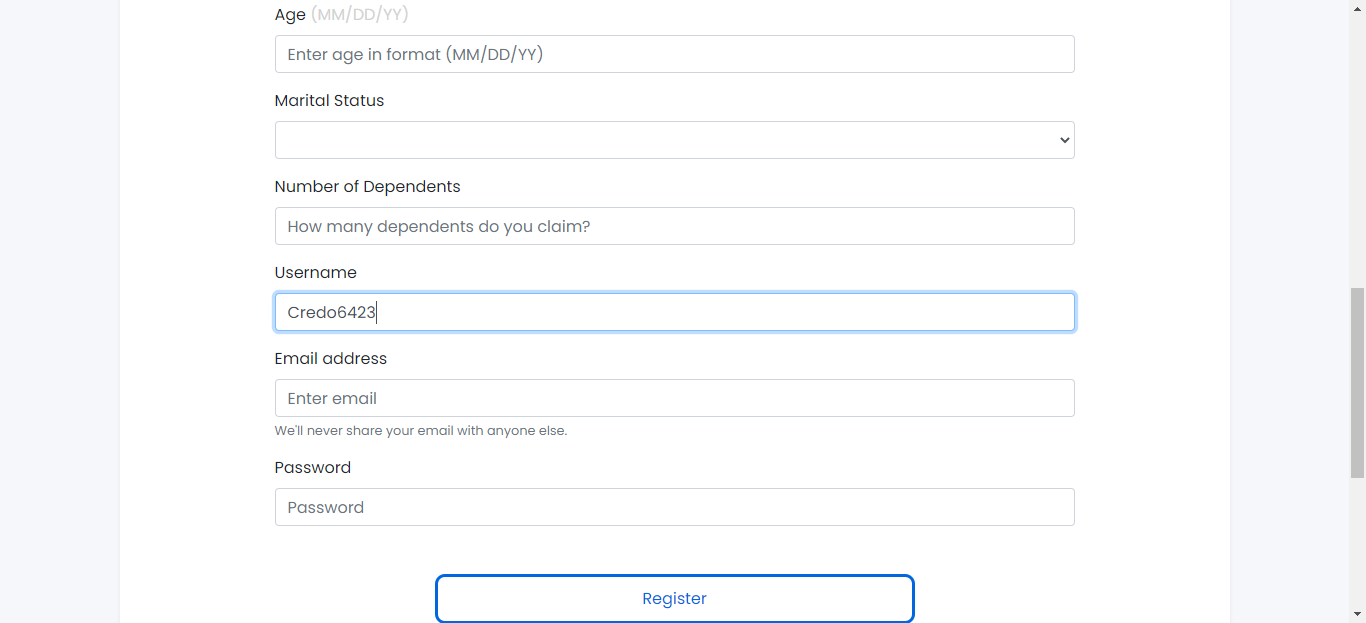 Age (MM/DD/YY)
Enter age in format (MM/DD/YY)
Marital Status
Number of Dependents
How many dependents do you claim?
Username
Credo6423
Email address
Enter email
We'll never share your email with anyone else.
Password
Password
Register